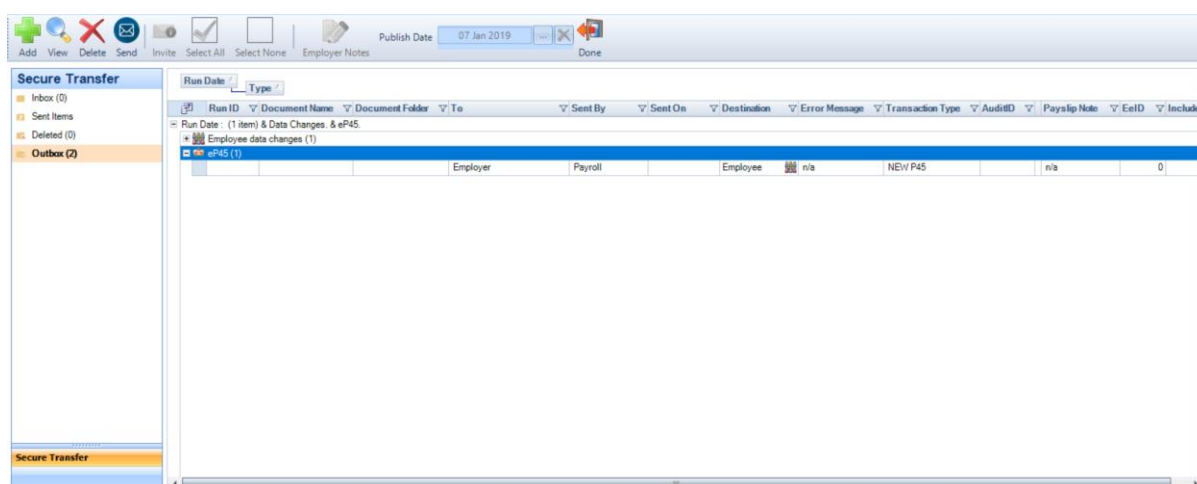 Publish Date 07 Jan 2019 ...
Add View Delete Send Invite Select All Select None Employer Notes Done
Secure Transfer
Inbox (0)
Sent Items
Deleted (0)
Outbox (2)
Secure Transfer
Run Date
Type
Run ID Document Name Document Folder To Sent By Sent On Destination Error Message Transaction Type AuditID Payslip Note EeID Include
Run Date : (1 item) & Data Changes. & eP45.
Employee data changes (1)
eP45 (1)
Employer Payroll Employee n/a NEW P45 n/a 0